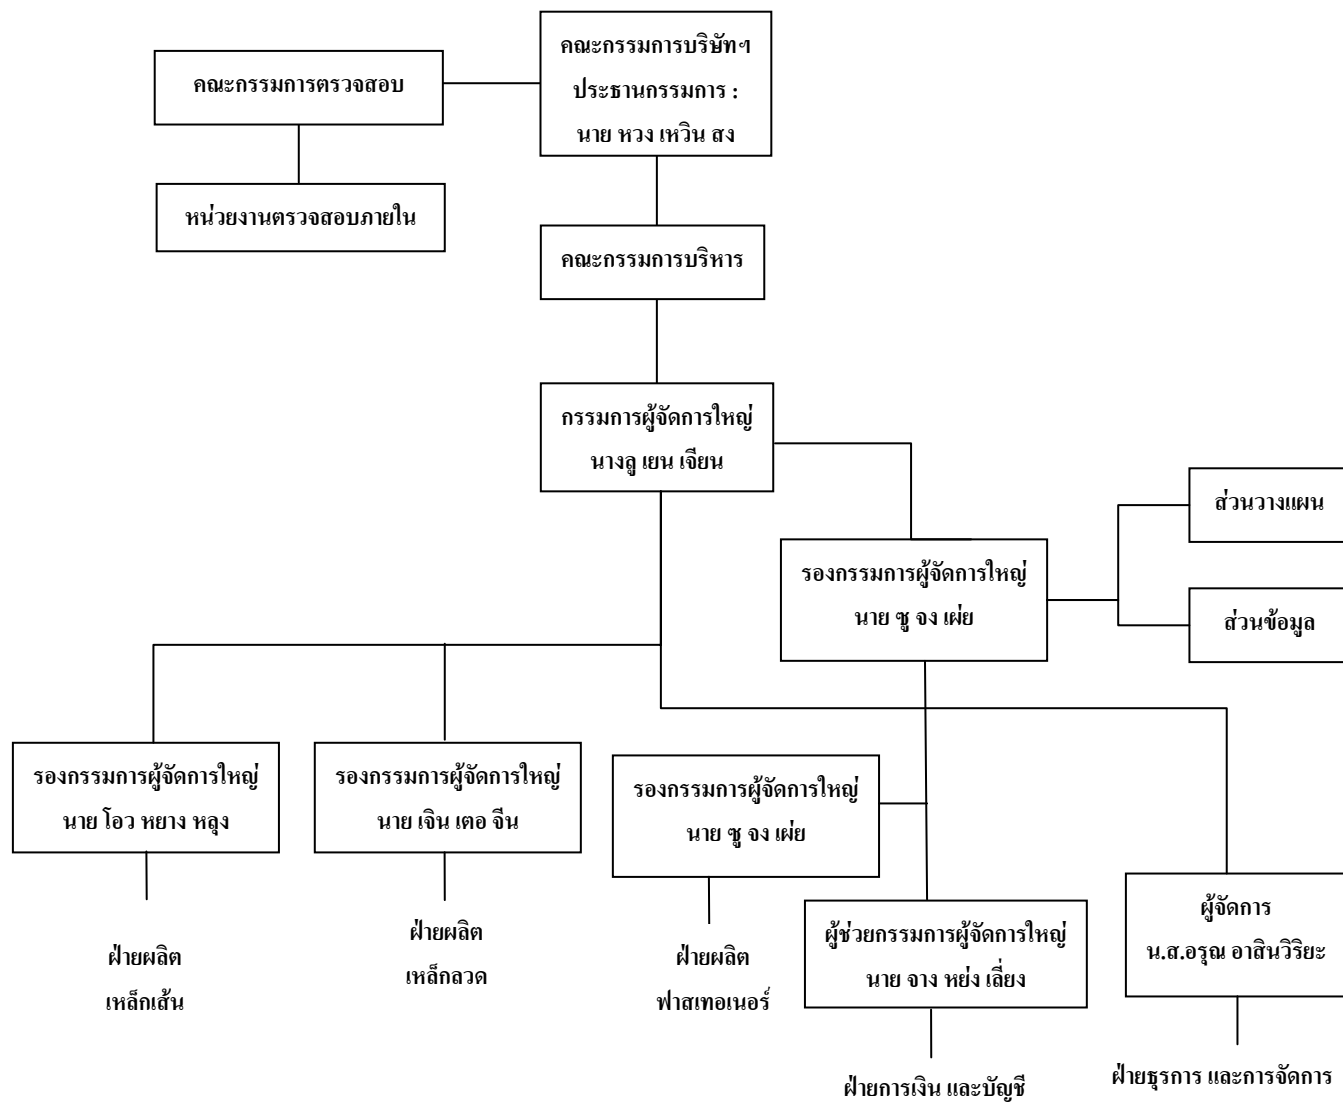 คณะกรรมการบริษัทฯ
ประธานกรรมการ :
นาย หวง เหวิน สง
คณะกรรมการตรวจสอบ
หน่วยงานตรวจสอบภายใน
คณะกรรมการบริหาร
กรรมการผู้จัดการใหญ่
นางลู เยน เจียน
ส่วนวางแผน
รองกรรมการผู้จัดการใหญ่
นาย ซู จง เผ่ย
ส่วนข้อมูล
รองกรรมการผู้จัดการใหญ่
นาย โอว หยาง หลุง
รองกรรมการผู้จัดการใหญ่
นาย เจิน เตอ จีน
รองกรรมการผู้จัดการใหญ่
นาย ซู จง เผ่ย
ผู้ช่วยกรรมการผู้จัดการใหญ่
นาย จาง หย่ง เลี่ยง
ผู้จัดการ
น.ส.อรุณ อาสินวิริยะ
ฝ่ายผลิต
เหล็กเส้น
ฝ่ายผลิต
เหล็กลวด
ฝ่ายผลิต
ฟาสเทอเนอร์
ฝ่ายการเงิน และบัญชี
ฝ่ายธุรการ และการจัดการ